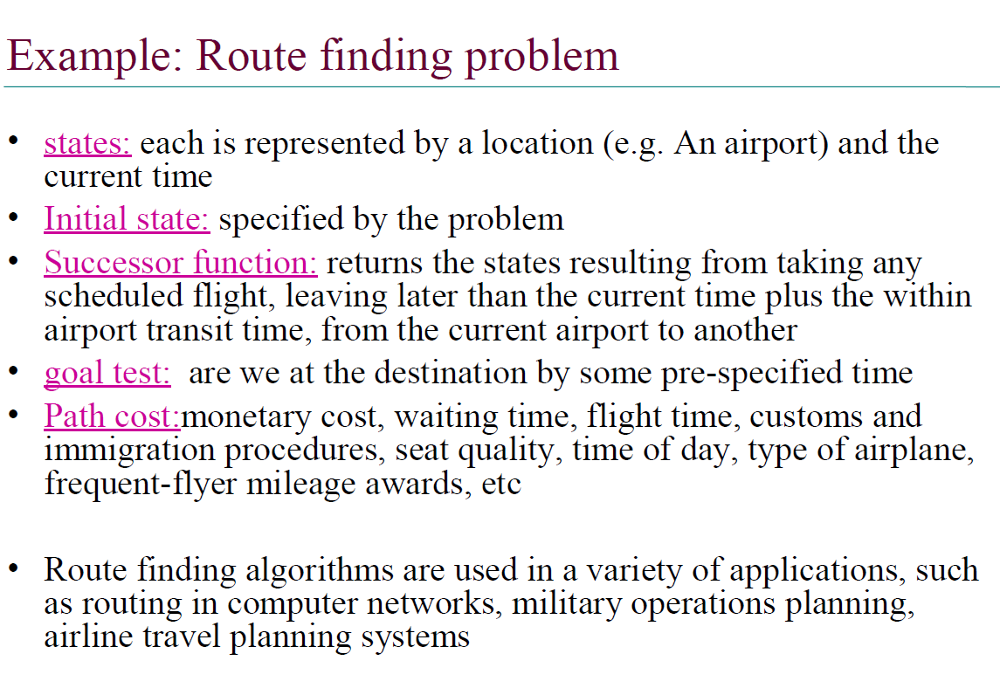 Example: Route finding problem
• states: each is represented by a location (e.g. An airport) and the
current time
• Initial state: specified by the problem
• Successor function: returns the states resulting from taking any
scheduled flight, leaving later than the current time plus the within
airport transit time, from the current airport to another
• goal test:  are we at the destination by some pre-specified time
• Path cost:monetary cost, waiting time, flight time, customs and
immigration procedures, seat quality, time of day, type of airplane,
frequent-flyer mileage awards, etc
• Route finding algorithms are used in a variety of applications, such
as routing in computer networks, military operations planning,
airline travel planning systems